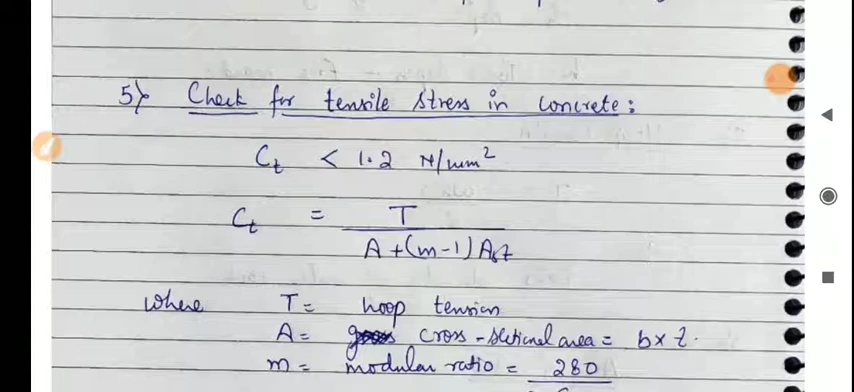 5) Check for tensile stress in concrete:
Ct < 1.2 N/mm²
Ct = T
A + (m-1) Ast
where T = hoop tension
A = cross-sectional area = b x t.
m = modular ratio = 280